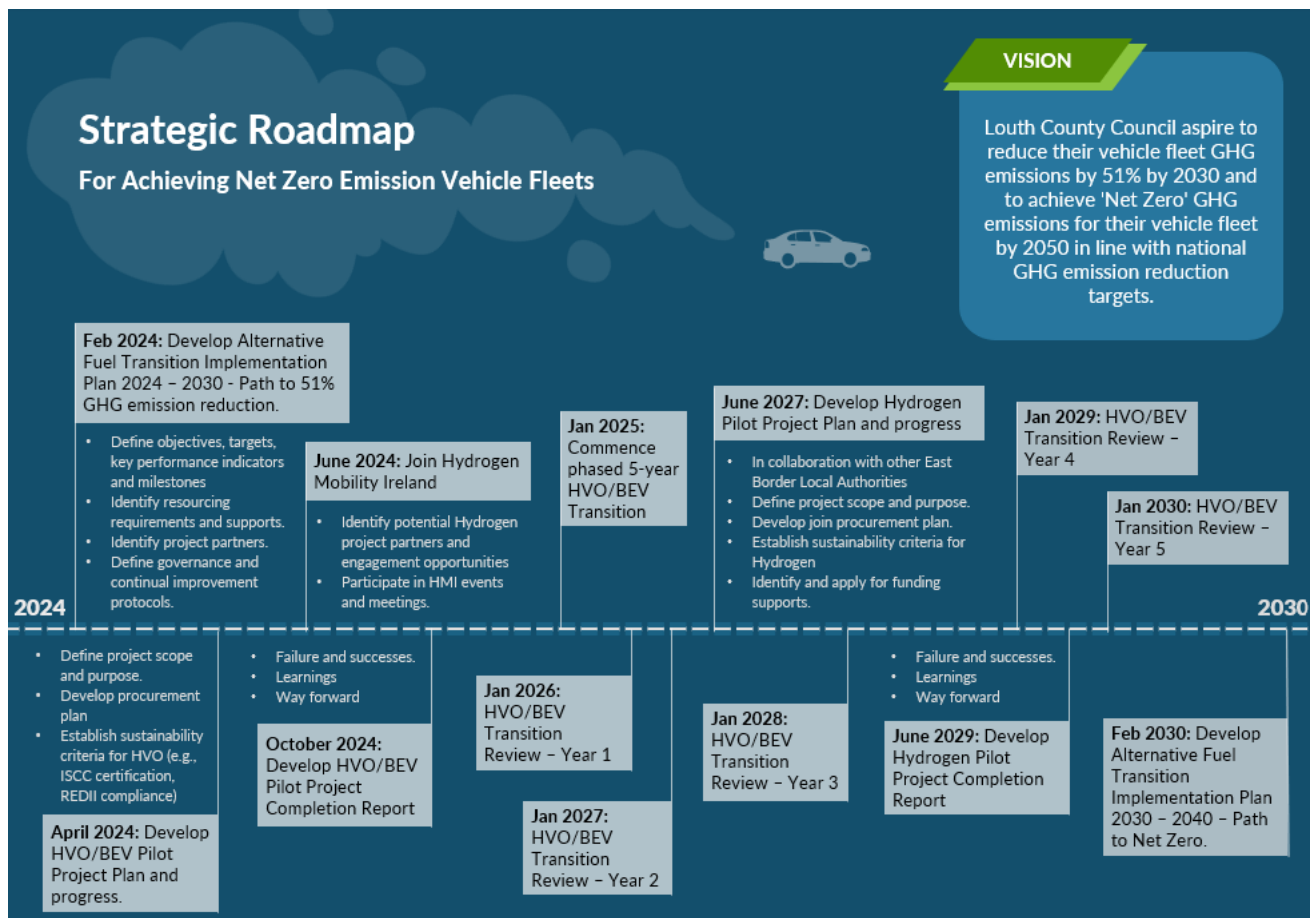 Strategic Roadmap
For Achieving Net Zero Emission Vehicle Fleets
VISION
Louth County Council aspire to
reduce their vehicle fleet GHG
emissions by 51% by 2030 and
to achieve 'Net Zero' GHG
emissions for their vehicle fleet
by 2050 in line with national
GHG emission reduction
targets.
Feb 2024: Develop Alternative
Fuel Transition Implementation
Plan 2024 – 2030 - Path to 51%
GHG emission reduction.
• Define objectives, targets,
key performance indicators
and milestones
• Identify resourcing
requirements and supports.
• Identify project partners.
• Define governance and
continual improvement
protocols.
June 2024: Join Hydrogen
Mobility Ireland
• Identify potential Hydrogen
project partners and
engagement opportunities
• Participate in HMI events
and meetings.
Jan 2025:
Commence
phased 5-year
HVO/BEV
Transition
June 2027: Develop Hydrogen
Pilot Project Plan and progress
• In collaboration with other East
Border Local Authorities
• Define project scope and purpose.
• Develop join procurement plan.
• Establish sustainability criteria for
Hydrogen
• Identify and apply for funding
supports.
Jan 2029: HVO/BEV
Transition Review –
Year 4
Jan 2030: HVO/BEV
Transition Review –
Year 5
2024
2030
• Define project scope
and purpose.
• Develop procurement
plan
• Establish sustainability
criteria for HVO (e.g.,
ISCC certification,
REDII compliance)
April 2024: Develop
HVO/BEV Pilot
Project Plan and
progress.
• Failure and successes.
• Learnings
• Way forward
October 2024:
Develop HVO/BEV
Pilot Project
Completion Report
Jan 2026:
HVO/BEV
Transition
Review – Year 1
Jan 2027:
HVO/BEV
Transition
Review – Year 2
Jan 2028:
HVO/BEV
Transition
Review – Year 3
• Failure and successes.
• Learnings
• Way forward
June 2029: Develop
Hydrogen Pilot
Project Completion
Report
Feb 2030: Develop
Alternative Fuel
Transition
Implementation Plan
2030 – 2040 – Path
to Net Zero.